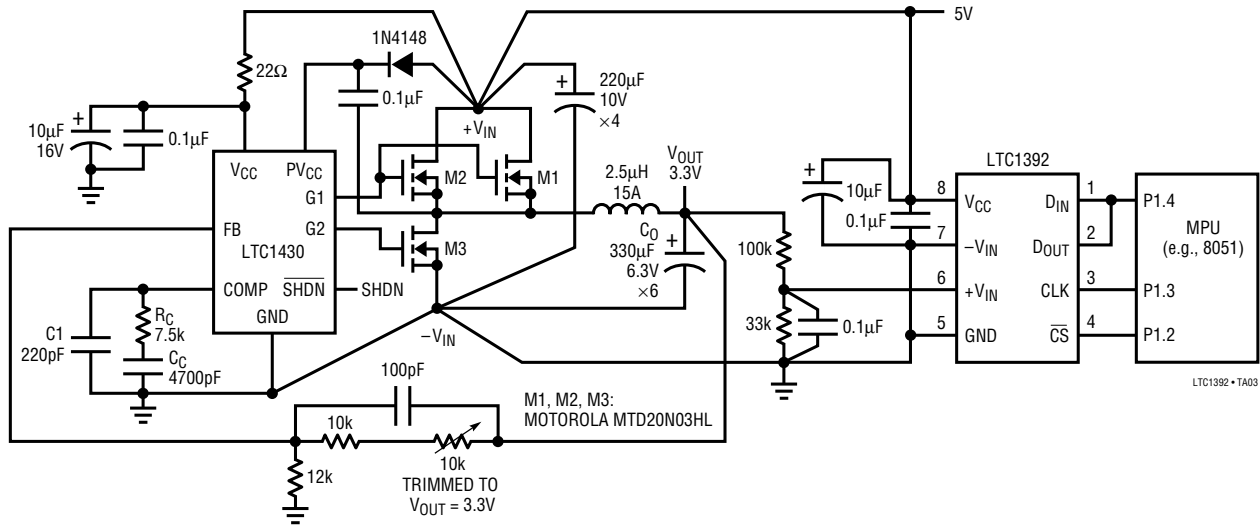 5V
1N4148
22Ω
0.1µF
+
220µF
10V
×4
+
10µF
16V
0.1µF
+VIN
VCC
PVCC
G1
M2
M1
VOUT
3.3V
2.5µH
15A
LTC1392
+
10µF
0.1µF
8
VCC
DIN
1
P1.4
MPU
(e.g., 8051)
FB
G2
LTC1430
M3
CO
+
330µF
6.3V
×6
100k
7
–VIN
DOUT
2
COMP
SHDN
SHDN
6
+VIN
CLK
3
P1.3
GND
C1
220pF
RC
7.5k
CC
4700pF
–VIN
33k
0.1µF
5
GND
CS
4
P1.2
LTC1392 • TA03
100pF
M1, M2, M3:
MOTOROLA MTD20N03HL
10k
12k
10k
TRIMMED TO
VOUT = 3.3V